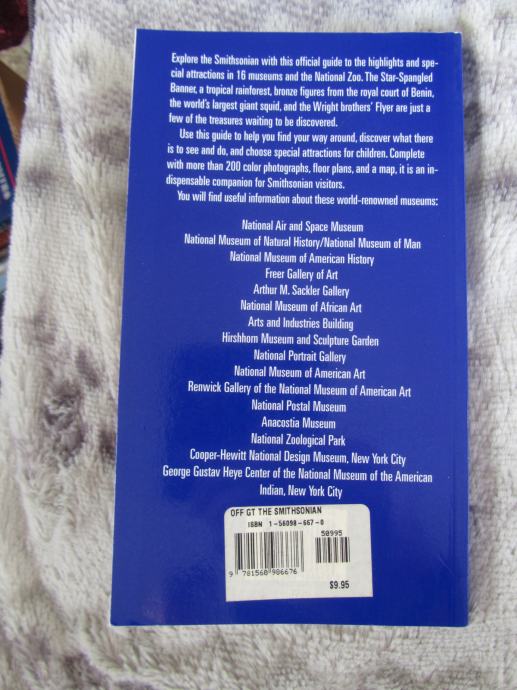 Explore the Smithsonian with this official guide to the highlights and spe-
cial attractions in 16 museums and the National Zoo. The Star-Spangled
Banner, a tropical rainforest, bronze figures from the royal court of Benin,
the world's largest giant squid, and the Wright brothers' Flyer are just a
few of the treasures waiting to be discovered.
Use this guide to help you find your way around, discover what there
is to see and do, and choose special attractions for children. Complete
with more than 200 color photographs, floor plans, and a map, it is an in-
dispensable companion for Smithsonian visitors.
You will find useful information about these world-renowned museums:
National Air and Space Museum
National Museum of Natural History/National Museum of Man
National Museum of American History
Freer Gallery of Art
Arthur M. Sackler Gallery
National Museum of African Art
Arts and Industries Building
Hirshhorn Museum and Sculpture Garden
National Portrait Gallery
National Museum of American Art
Renwick Gallery of the National Museum of American Art
National Postal Museum
Anacostia Museum
National Zoological Park
Cooper-Hewitt National Design Museum, New York City
George Gustav Heye Center of the National Museum of the American
Indian, New York City
OFF GT THE SMITHSONIAN
ISBN 1-56098-667-0
50995
9 781560 986676
$9.95